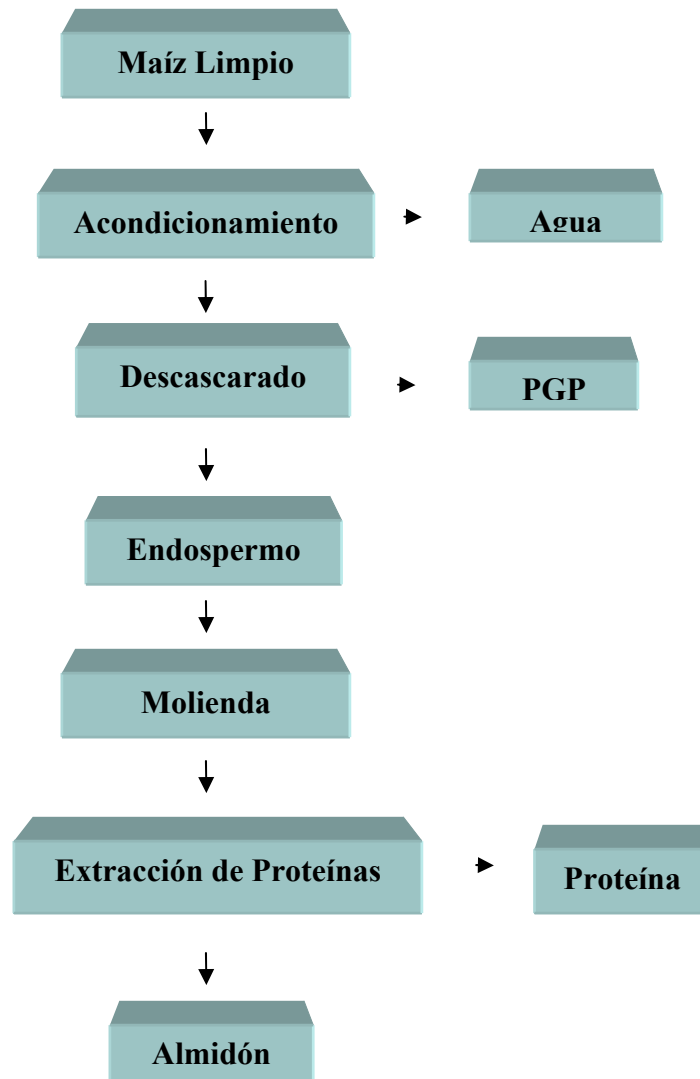 Maíz Limpio
Acondicionamiento
Agua
Descascarado
PGP
Endospermo
Molienda
Extracción de Proteínas
Proteína
Almidón